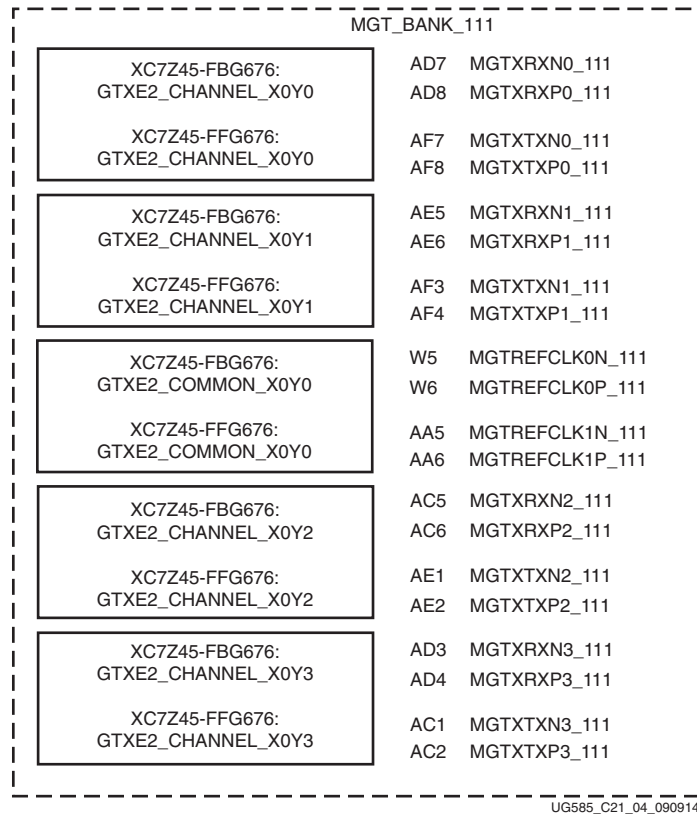 MGT_BANK_111
XC7Z45-FBG676:
GTXE2_CHANNEL_X0Y0
XC7Z45-FFG676:
GTXE2_CHANNEL_X0Y0
AD7 MGTXRXN0_111
AD8 MGTXRXP0_111
AF7 MGTXTXN0_111
AF8 MGTXTXP0_111
XC7Z45-FBG676:
GTXE2_CHANNEL_X0Y1
XC7Z45-FFG676:
GTXE2_CHANNEL_X0Y1
AE5 MGTXRXN1_111
AE6 MGTXRXP1_111
AF3 MGTXTXN1_111
AF4 MGTXTXP1_111
XC7Z45-FBG676:
GTXE2_COMMON_X0Y0
XC7Z45-FFG676:
GTXE2_COMMON_X0Y0
W5 MGTREFCLK0N_111
W6 MGTREFCLK0P_111
AA5 MGTREFCLK1N_111
AA6 MGTREFCLK1P_111
XC7Z45-FBG676:
GTXE2_CHANNEL_X0Y2
XC7Z45-FFG676:
GTXE2_CHANNEL_X0Y2
AC5 MGTXRXN2_111
AC6 MGTXRXP2_111
AE1 MGTXTXN2_111
AE2 MGTXTXP2_111
XC7Z45-FBG676:
GTXE2_CHANNEL_X0Y3
XC7Z45-FFG676:
GTXE2_CHANNEL_X0Y3
AD3 MGTXRXN3_111
AD4 MGTXRXP3_111
AC1 MGTXTXN3_111
AC2 MGTXTXP3_111
UG585_C21_04_090914